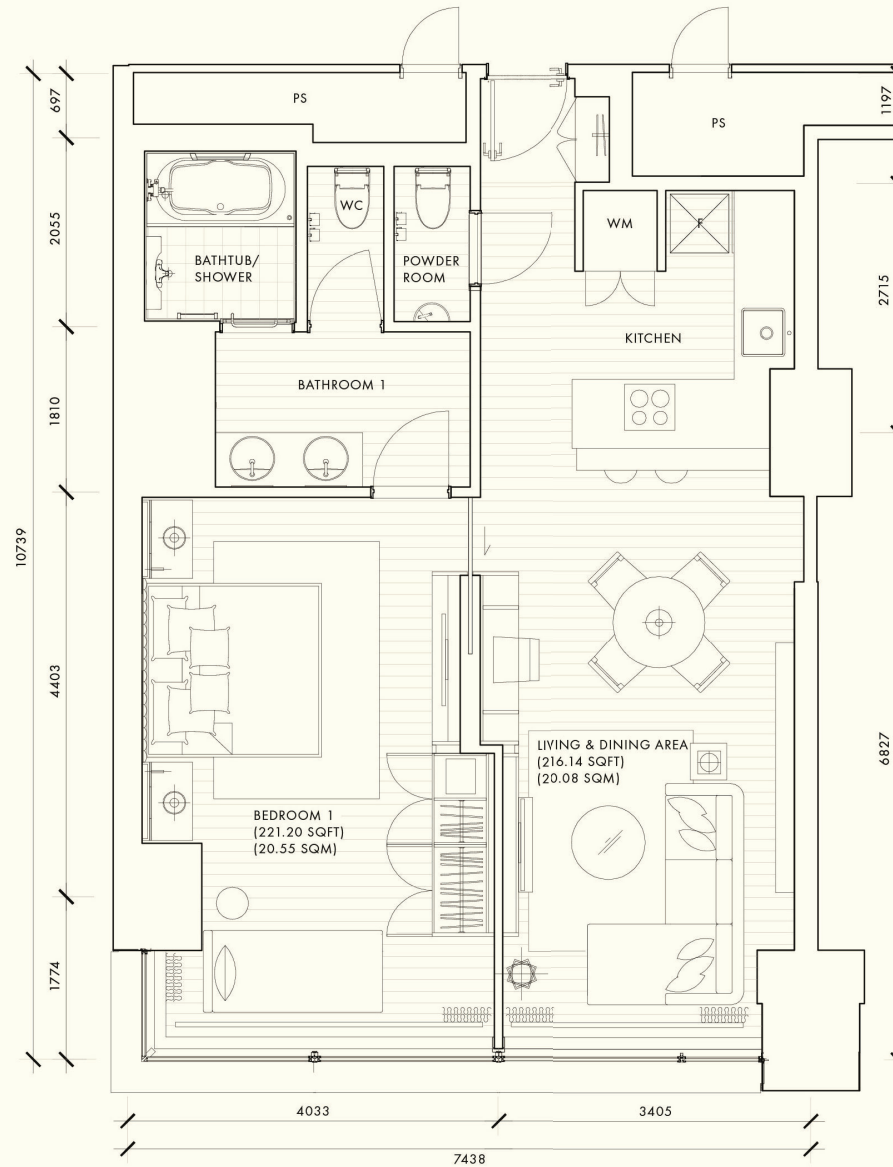 PS
PS
697
1197
WC
WM
F
2055
BATHTUB/
SHOWER
POWDER
ROOM
2715
KITCHEN
BATHROOM 1
1810
10739
4403
6827
LIVING & DINING AREA
(216.14 SQFT)
(20.08 SQM)
BEDROOM 1
(221.20 SQFT)
(20.55 SQM)
1774
4033
3405
7438